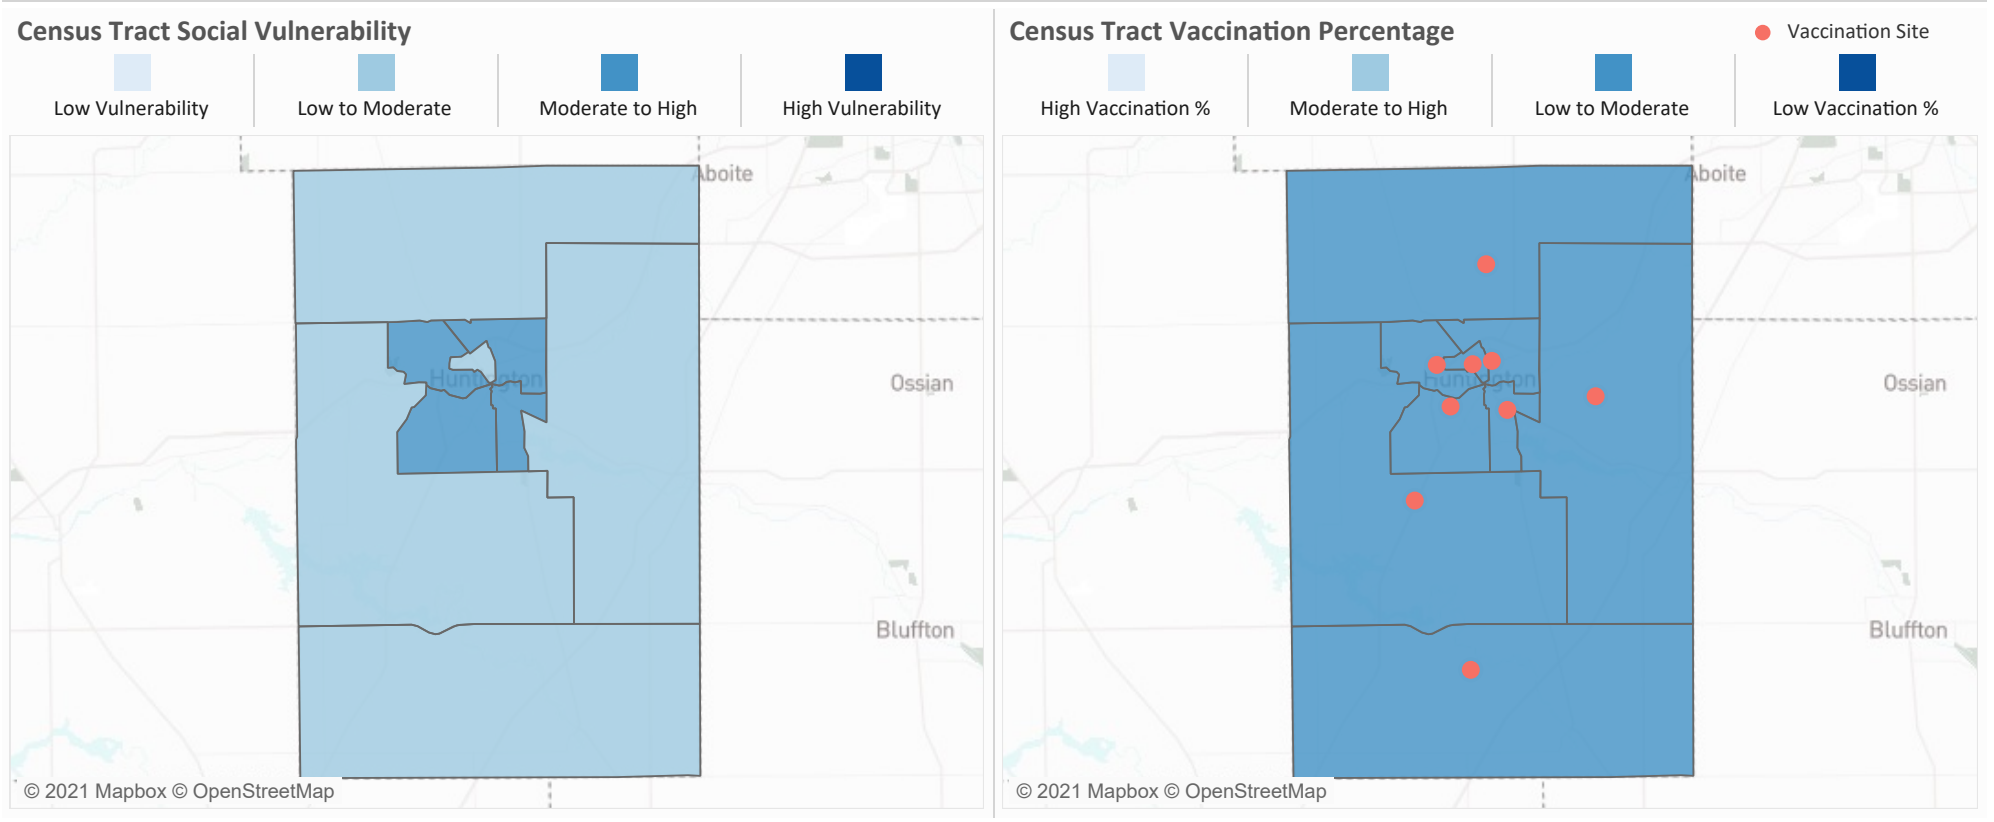 Census Tract Social Vulnerability
Low Vulnerability
Low to Moderate
Moderate to High
High Vulnerability
Aboite
Huntington
Ossian
Bluffton
© 2021 Mapbox © OpenStreetMap
Census Tract Vaccination Percentage
Vaccination Site
High Vaccination %
Moderate to High
Low to Moderate
Low Vaccination %
Aboite
Huntington
Ossian
Bluffton
© 2021 Mapbox © OpenStreetMap